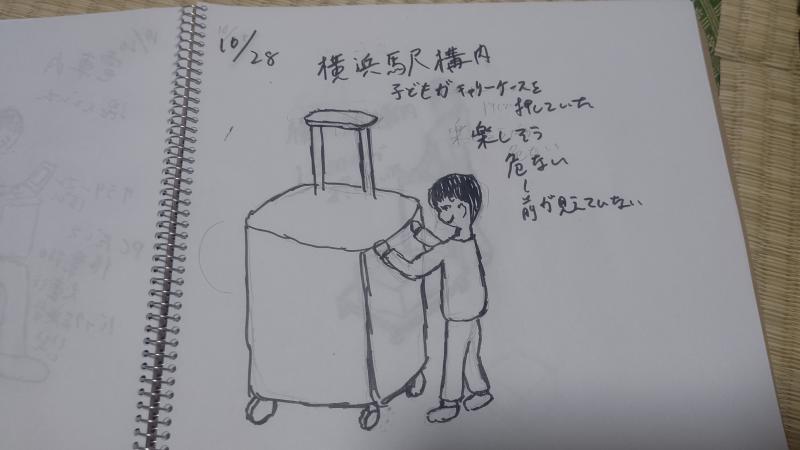 10/28
横浜駅構内
子どもがキャリーケースを
押していた
楽しそう
危ない
前が見えていない